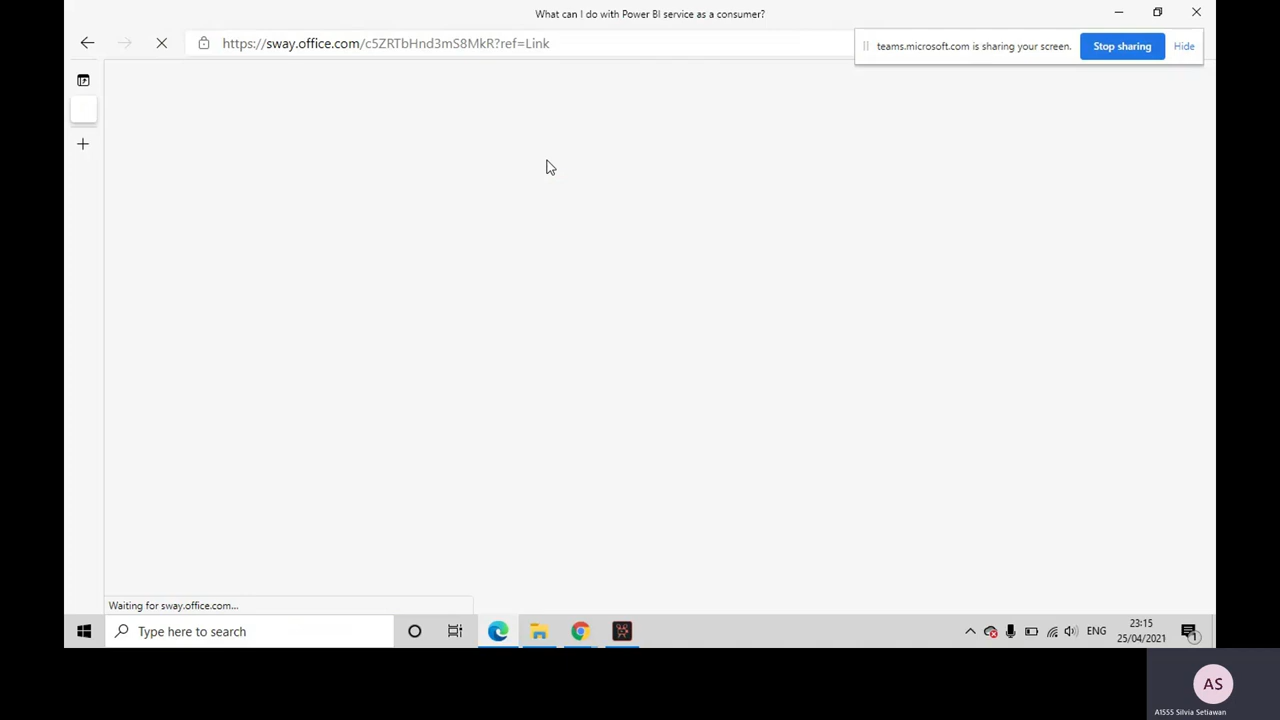 What can I do with Power BI service as a consumer?
https://sway.office.com/c5ZRTbHnd3mS8MkR?ref=Link
teams.microsoft.com is sharing your screen.
Stop sharing
Hide
Waiting for sway.office.com...
Type here to search
ENG
23:15
25/04/2021
1
AS
A1555 Silvia Setiawan